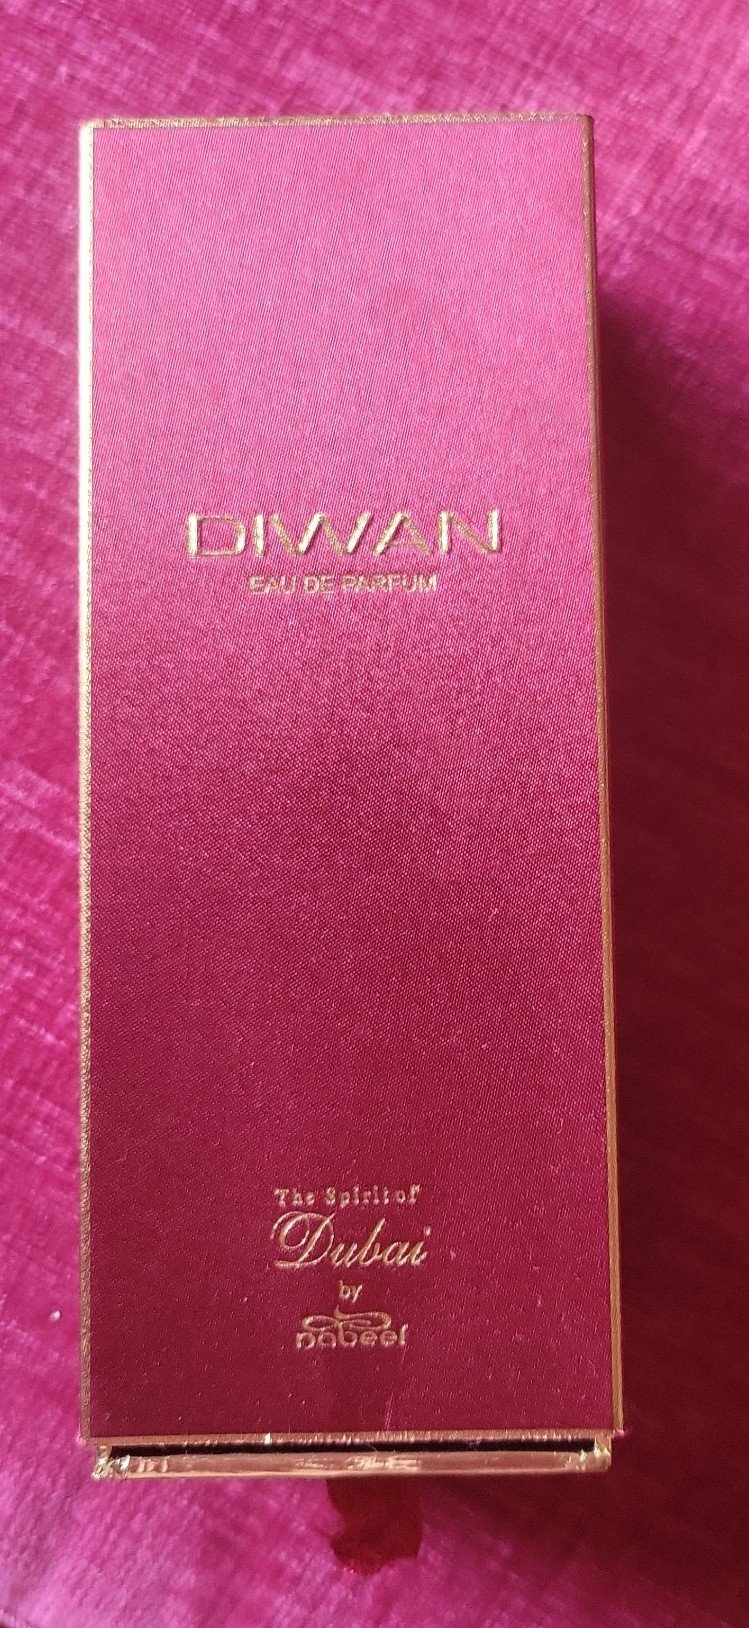 DIWAN
EAU DE PARFUM
The Spirit of
Dubai
by
nabeel